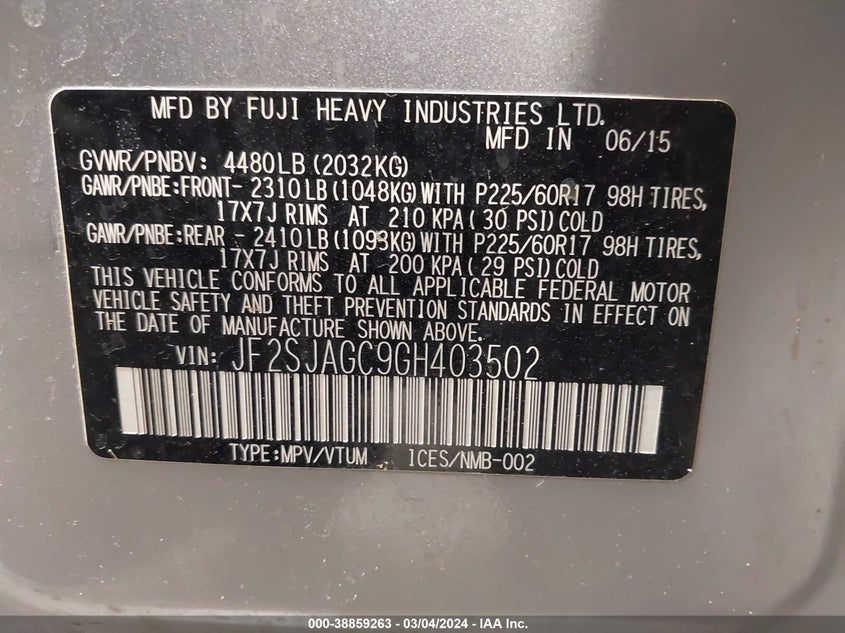 MFD BY FUJI HEAVY INDUSTRIES LTD.
MFD IN 06/15
GVWR/PNBV: 4480LB (2032KG)
GAWR/PNBE:FRONT- 2310LB (1048KG) WITH P225/60R17 98H TIRES,
17X7J RIMS AT 210 KPA ( 30 PSI) COLD
GAWR/PNBE:REAR - 2410LB (1093KG) WITH P225/60R17 98H TIRES,
17X7J RIMS AT 200 KPA ( 29 PSI) COLD
THIS VEHICLE CONFORMS TO ALL APPLICABLE FEDERAL MOTOR
VEHICLE SAFETY AND THEFT PREVENTION STANDARDS IN EFFECT ON
THE DATE OF MANUFACTURE SHOWN ABOVE.
VIN: JF2SJAGC9GH403502
TYPE:MPV/VTUM ICES/NMB-002
000-38859263 - 03/04/2024 - IAA Inc.